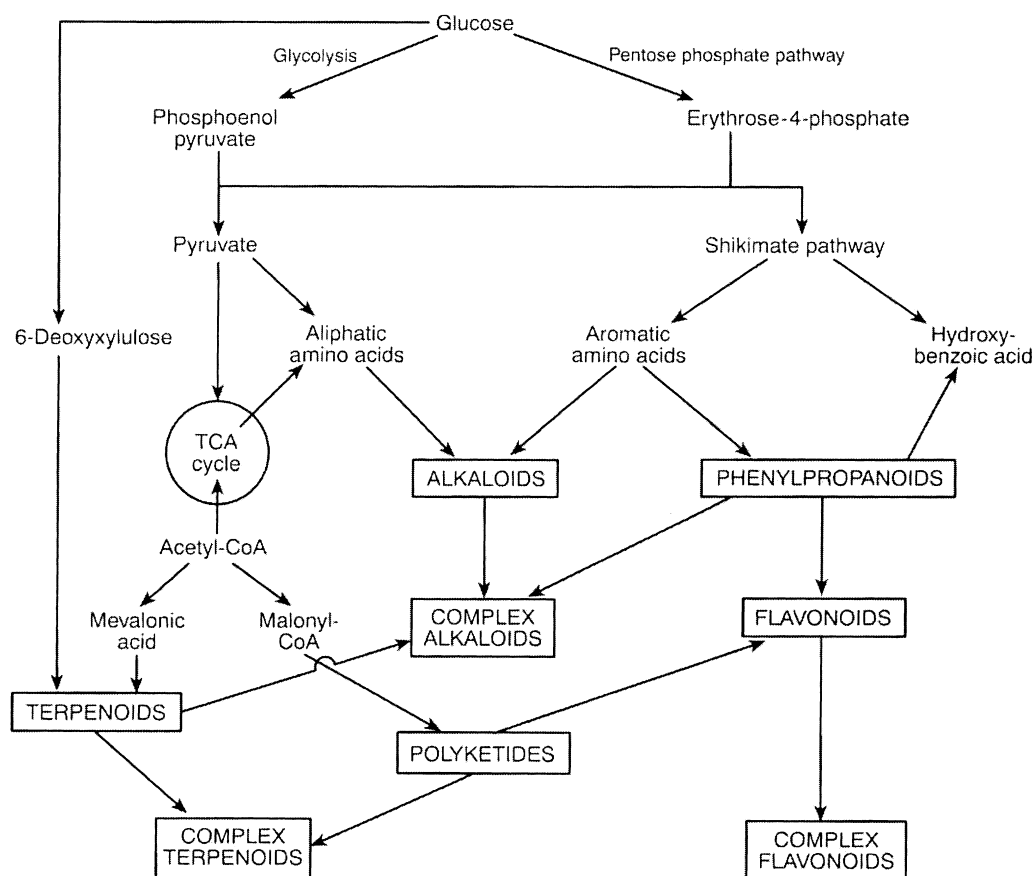 Glucose
Glycolysis
Pentose phosphate pathway
Phosphoenol
pyruvate
Erythrose-4-phosphate
Pyruvate
Shikimate pathway
6-Deoxyxylulose
Aliphatic
amino acids
Aromatic
amino acids
Hydroxy-
benzoic acid
TCA
cycle
ALKALOIDS
PHENYLPROPANOIDS
Acetyl-CoA
Mevalonic
acid
Malonyl-
CoA
COMPLEX
ALKALOIDS
FLAVONOIDS
TERPENOIDS
POLYKETIDES
COMPLEX
TERPENOIDS
COMPLEX
FLAVONOIDS